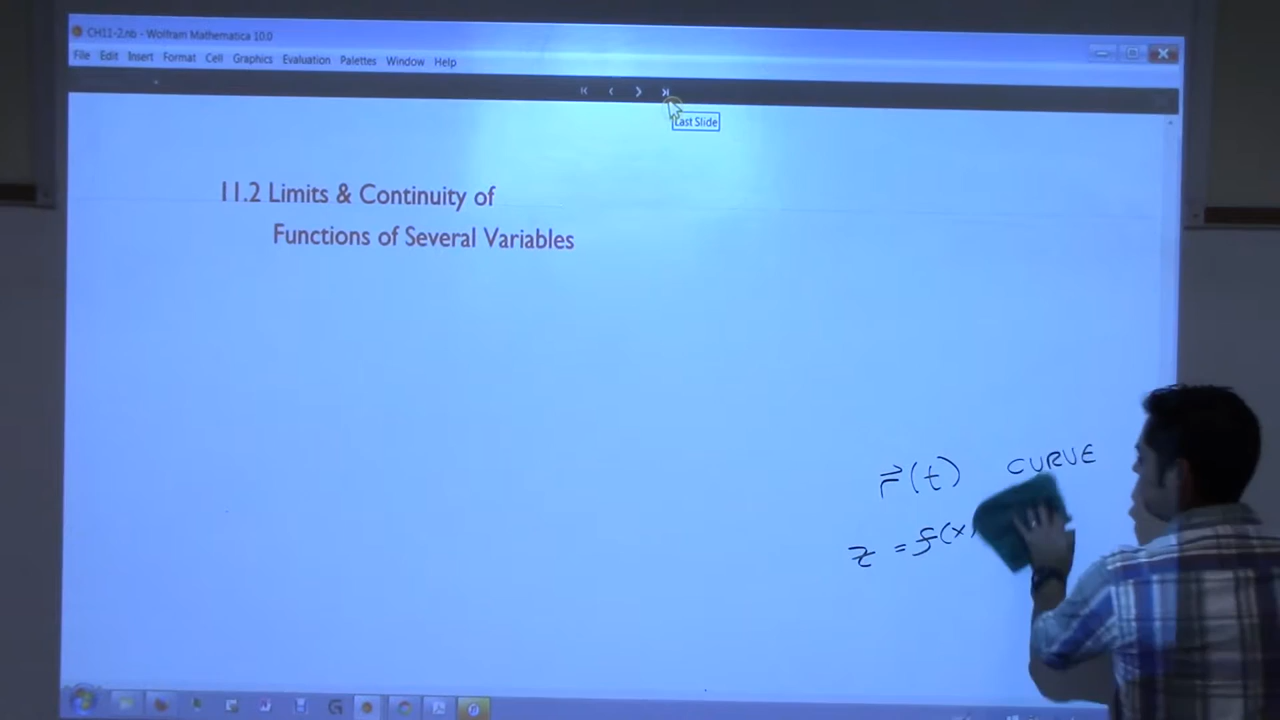 CH11-2.nb - Wolfram Mathematica 10.0
File Edit Insert Format Cell Graphics Evaluation Palettes Window Help
Last Slide
11.2 Limits & Continuity of
Functions of Several Variables
r⃗(t) CURVE
z = f(x